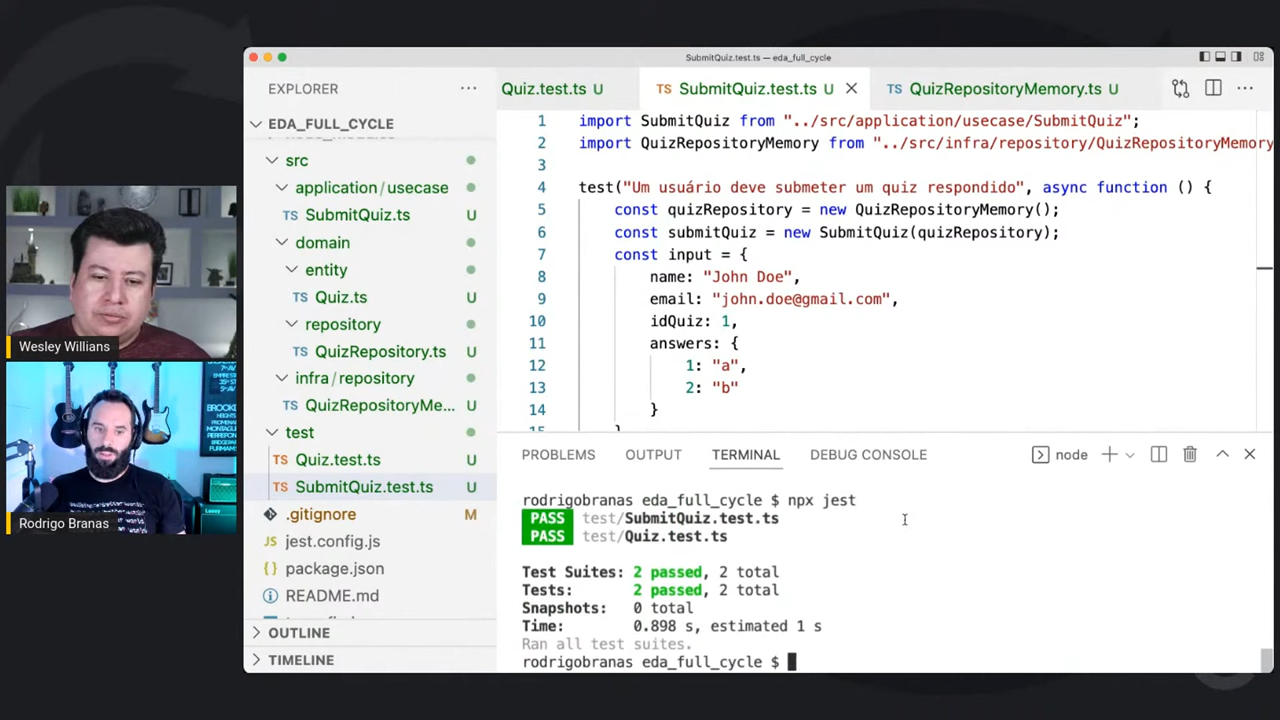 SubmitQuiz.test.ts — eda_full_cycle
EXPLORER
EDA_FULL_CYCLE
src
application/usecase
TS SubmitQuiz.ts U
domain
entity
TS Quiz.ts U
repository
TS QuizRepository.ts U
infra/repository
TS QuizRepositoryMe... U
test
TS Quiz.test.ts U
TS SubmitQuiz.test.ts U
.gitignore M
jest.config.js
package.json
README.md
OUTLINE
TIMELINE
Quiz.test.ts U
TS SubmitQuiz.test.ts U
TS QuizRepositoryMemory.ts U
1 import SubmitQuiz from "../src/application/usecase/SubmitQuiz";
2 import QuizRepositoryMemory from "../src/infra/repository/QuizRepositoryMemory
3
4 test("Um usuário deve submeter um quiz respondido", async function () {
5 const quizRepository = new QuizRepositoryMemory();
6 const submitQuiz = new SubmitQuiz(quizRepository);
7 const input = {
8 name: "John Doe",
9 email: "john.doe@gmail.com",
10 idQuiz: 1,
11 answers: {
12 1: "a",
13 2: "b"
14 }
15 }
PROBLEMS OUTPUT TERMINAL DEBUG CONSOLE
node
rodrigobranas eda_full_cycle $ npx jest
PASS test/SubmitQuiz.test.ts
PASS test/Quiz.test.ts
Test Suites: 2 passed, 2 total
Tests: 2 passed, 2 total
Snapshots: 0 total
Time: 0.898 s, estimated 1 s
Ran all test suites.
rodrigobranas eda_full_cycle $
Wesley Willians
BROOKL
Rodrigo Branas